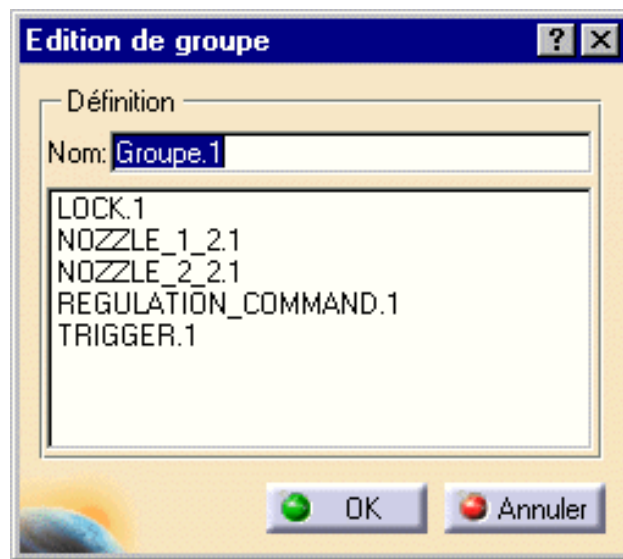 Edition de groupe
Définition
Nom: Groupe.1
LOCK.1
NOZZLE_1_2.1
NOZZLE_2_2.1
REGULATION_COMMAND.1
TRIGGER.1
OK Annuler